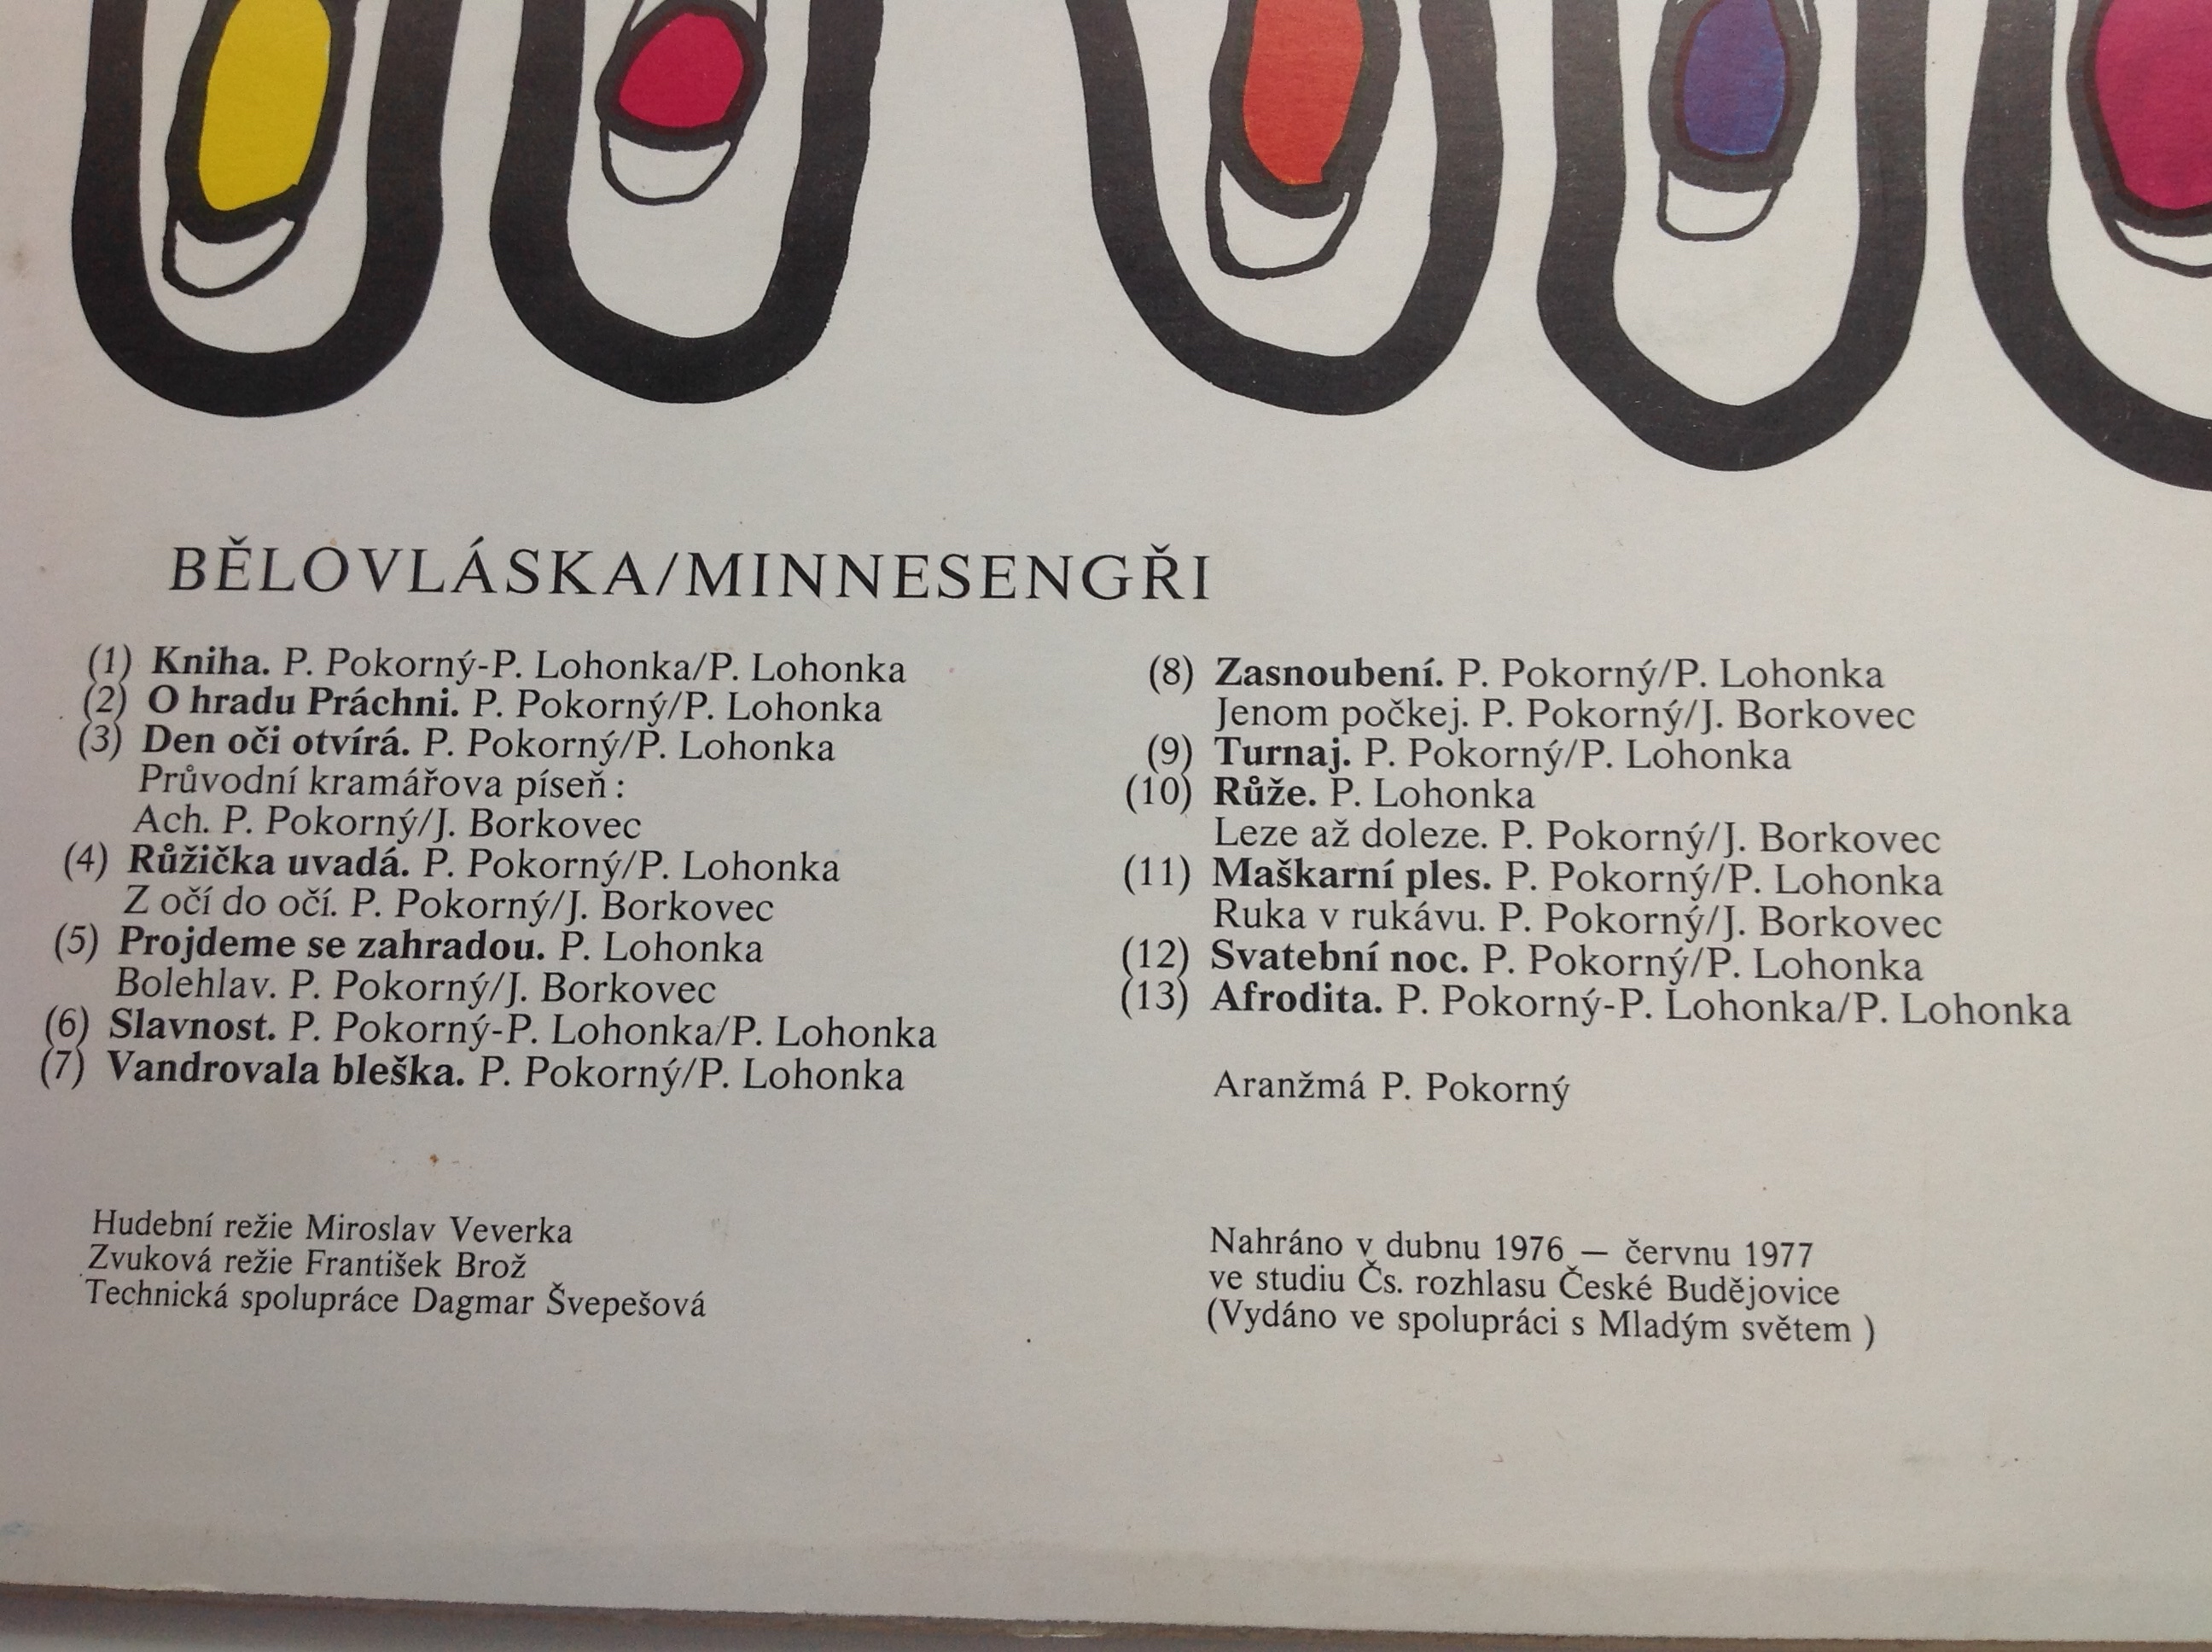 BĚLOVLÁSKA/MINNESENGŘI
(1) Kniha. P. Pokorný-P. Lohonka/P. Lohonka
(2) O hradu Práchni. P. Pokorný/P. Lohonka
(3) Den oči otvírá. P. Pokorný/P. Lohonka
Průvodní kramářova píseň :
Ach. P. Pokorný/J. Borkovec
(4) Růžička uvadá. P. Pokorný/P. Lohonka
Z očí do očí. P. Pokorný/J. Borkovec
(5) Projdeme se zahradou. P. Lohonka
Bolehlav. P. Pokorný/J. Borkovec
(6) Slavnost. P. Pokorný-P. Lohonka/P. Lohonka
(7) Vandrovala bleška. P. Pokorný/P. Lohonka
(8) Zasnoubení. P. Pokorný/P. Lohonka
Jenom počkej. P. Pokorný/J. Borkovec
(9) Turnaj. P. Pokorný/P. Lohonka
(10) Růže. P. Lohonka
Leze až doleze. P. Pokorný/J. Borkovec
(11) Maškarní ples. P. Pokorný/P. Lohonka
Ruka v rukávu. P. Pokorný/J. Borkovec
(12) Svatební noc. P. Pokorný/P. Lohonka
(13) Afrodita. P. Pokorný-P. Lohonka/P. Lohonka
Aranžmá P. Pokorný
Hudební režie Miroslav Veverka
Zvuková režie František Brož
Technická spolupráce Dagmar Švepešová
Nahráno v dubnu 1976 — červnu 1977
ve studiu Čs. rozhlasu České Budějovice
(Vydáno ve spolupráci s Mladým světem )